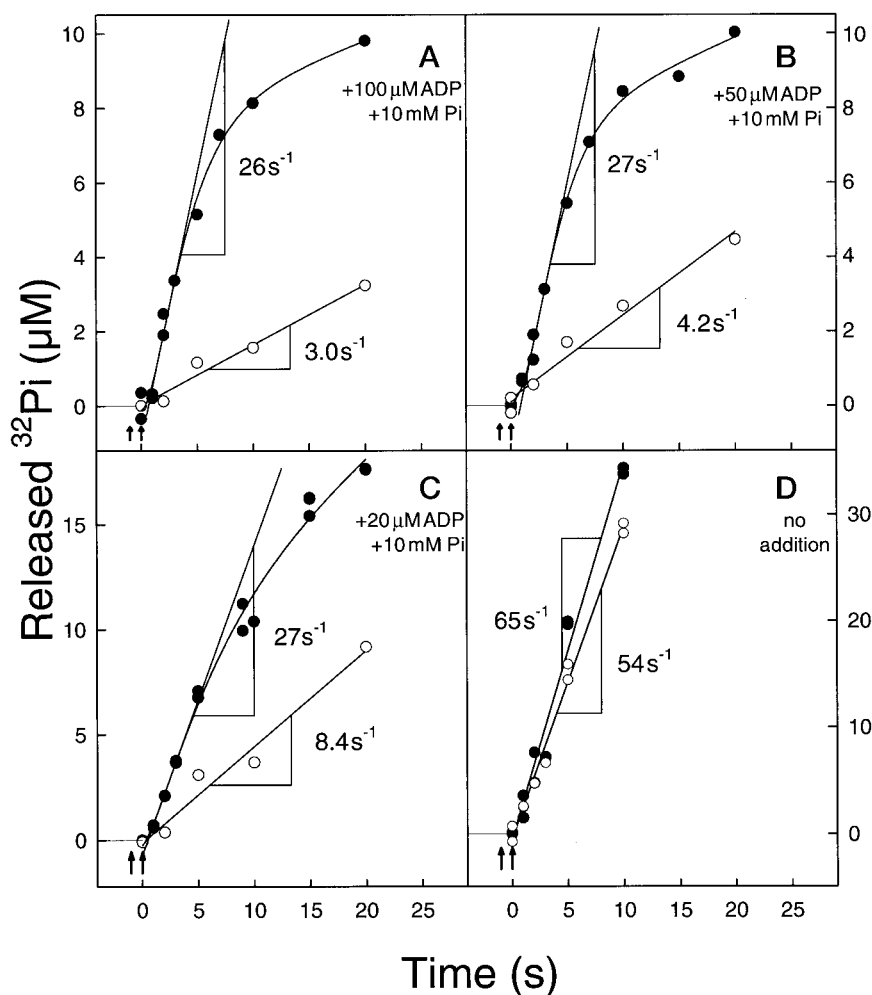 Released ³²Pi (µM)
10
8
6
4
2
0
A
+100 µM ADP
+10 mM Pi
26s⁻¹
3.0s⁻¹
B
+50 µM ADP
+10 mM Pi
27s⁻¹
4.2s⁻¹
10
8
6
4
2
0
15
10
5
0
C
+20 µM ADP
+10 mM Pi
27s⁻¹
8.4s⁻¹
D
no
addition
65s⁻¹
54s⁻¹
30
20
10
0
0 5 10 15 20 25
0 5 10 15 20 25
Time (s)